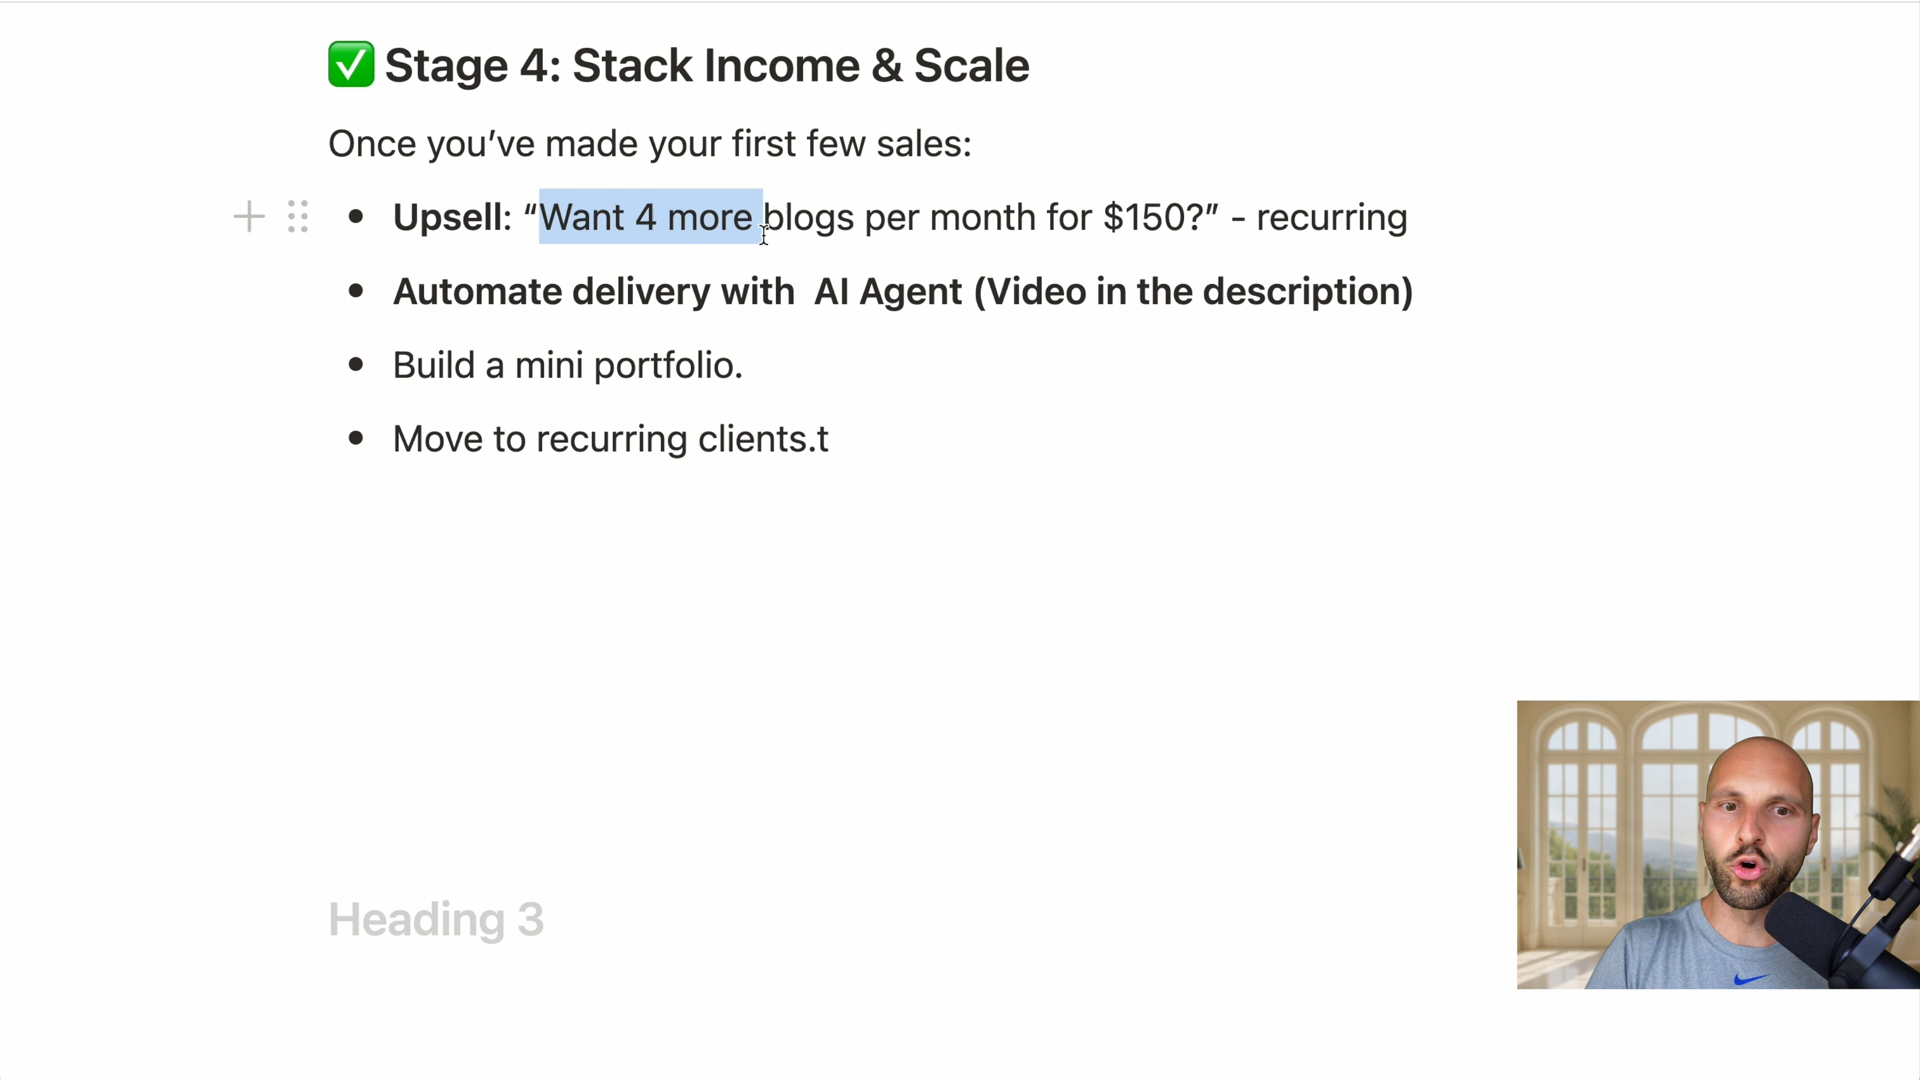 ✅ Stage 4: Stack Income & Scale
Once you’ve made your first few sales:
• Upsell: “Want 4 more blogs per month for $150?” - recurring
• Automate delivery with  AI Agent (Video in the description)
• Build a mini portfolio.
• Move to recurring clients.t
Heading 3